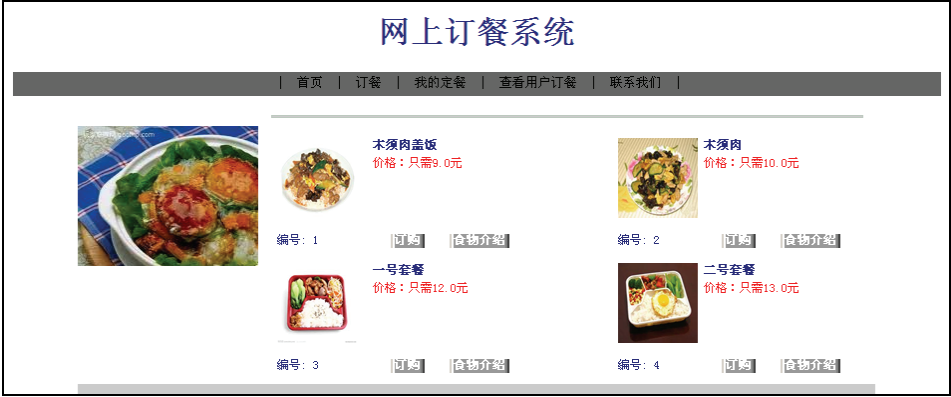 网上订餐系统
| 首页 | 订餐 | 我的定餐 | 查看用户订餐 | 联系我们 |
木须肉盖饭
价格：只需9.0元
编号: 1 订购 食物介绍
木须肉
价格：只需10.0元
编号: 2 订购 食物介绍
一号套餐
价格：只需12.0元
编号: 3 订购 食物介绍
二号套餐
价格：只需13.0元
编号: 4 订购 食物介绍